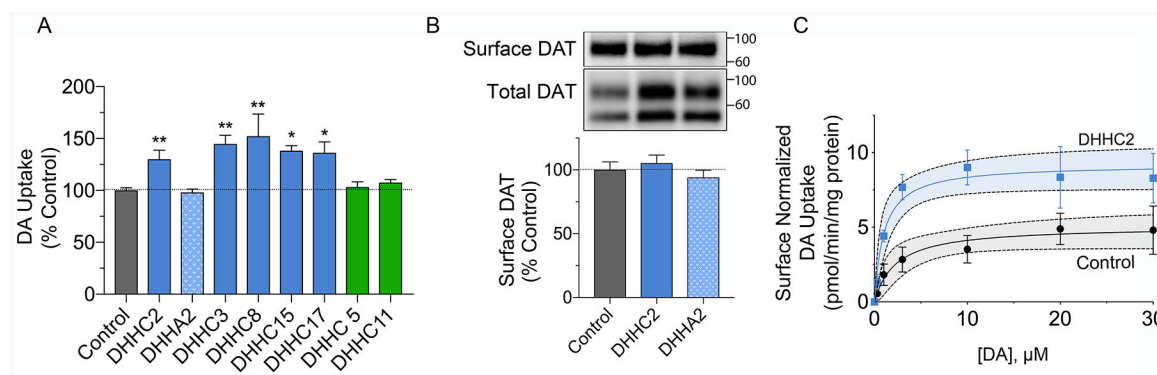 A
DA Uptake
(% Control)
200
150
100
50
0
**
**
**
*
*
Control
DHHC2
DHHA2
DHHC3
DHHC8
DHHC15
DHHC17
DHHC 5
DHHC11
B
Surface DAT
100
60
Total DAT
100
60
Surface DAT
(% Control)
100
50
0
Control
DHHC2
DHHA2
C
Surface Normalized
DA Uptake
(pmol/min/mg protein)
10
5
0
DHHC2
Control
0
10
20
30
[DA], µM